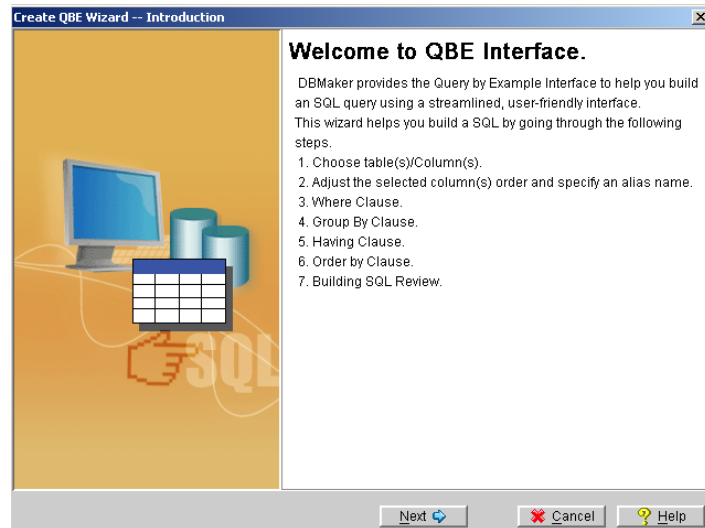 Create QBE Wizard -- Introduction
Welcome to QBE Interface.
DBMaker provides the Query by Example Interface to help you build
an SQL query using a streamlined, user-friendly interface.
This wizard helps you build a SQL by going through the following
steps.
1. Choose table(s)/Column(s).
2. Adjust the selected column(s) order and specify an alias name.
3. Where Clause.
4. Group By Clause.
5. Having Clause.
6. Order by Clause.
7. Building SQL Review.
SQL
Next
Cancel
Help